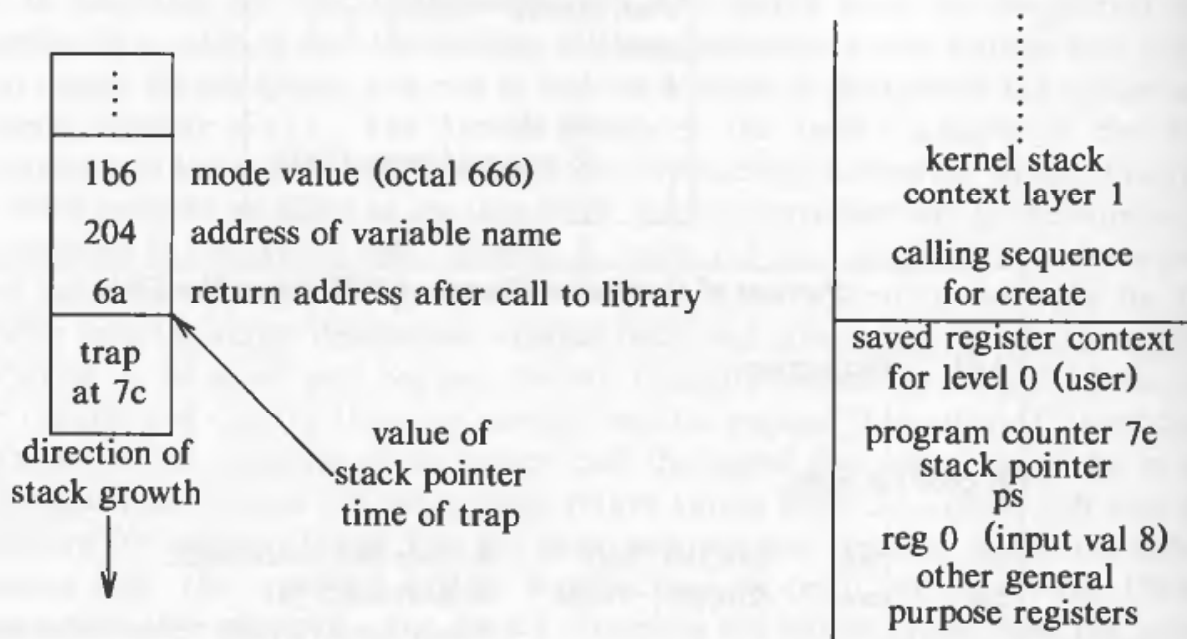 1b6 mode value (octal 666)
204 address of variable name
6a return address after call to library
trap
at 7c
direction of
stack growth
value of
stack pointer
time of trap
kernel stack
context layer 1
calling sequence
for create
saved register context
for level 0 (user)
program counter 7e
stack pointer
ps
reg 0 (input val 8)
other general
purpose registers